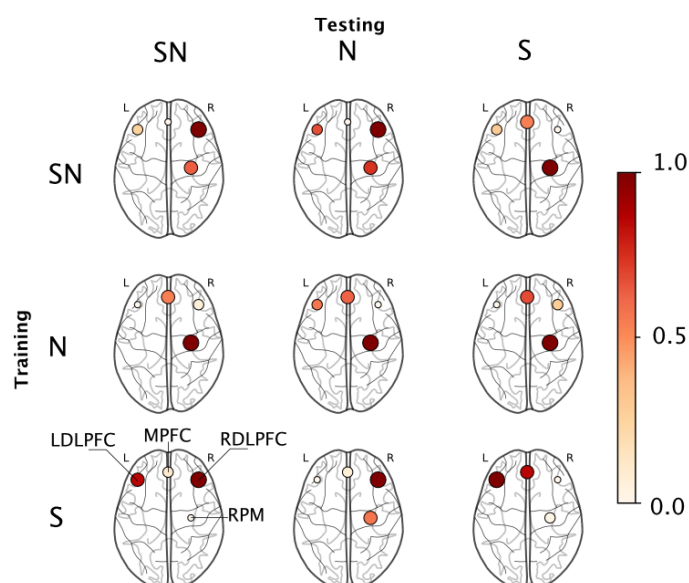 Testing
SN N S
L R L R L R
SN
1.0
L R L R L R
0.5
Training
N
LDLPFC MPFC RDLPFC
L R L R L R
0.0
S
RPM